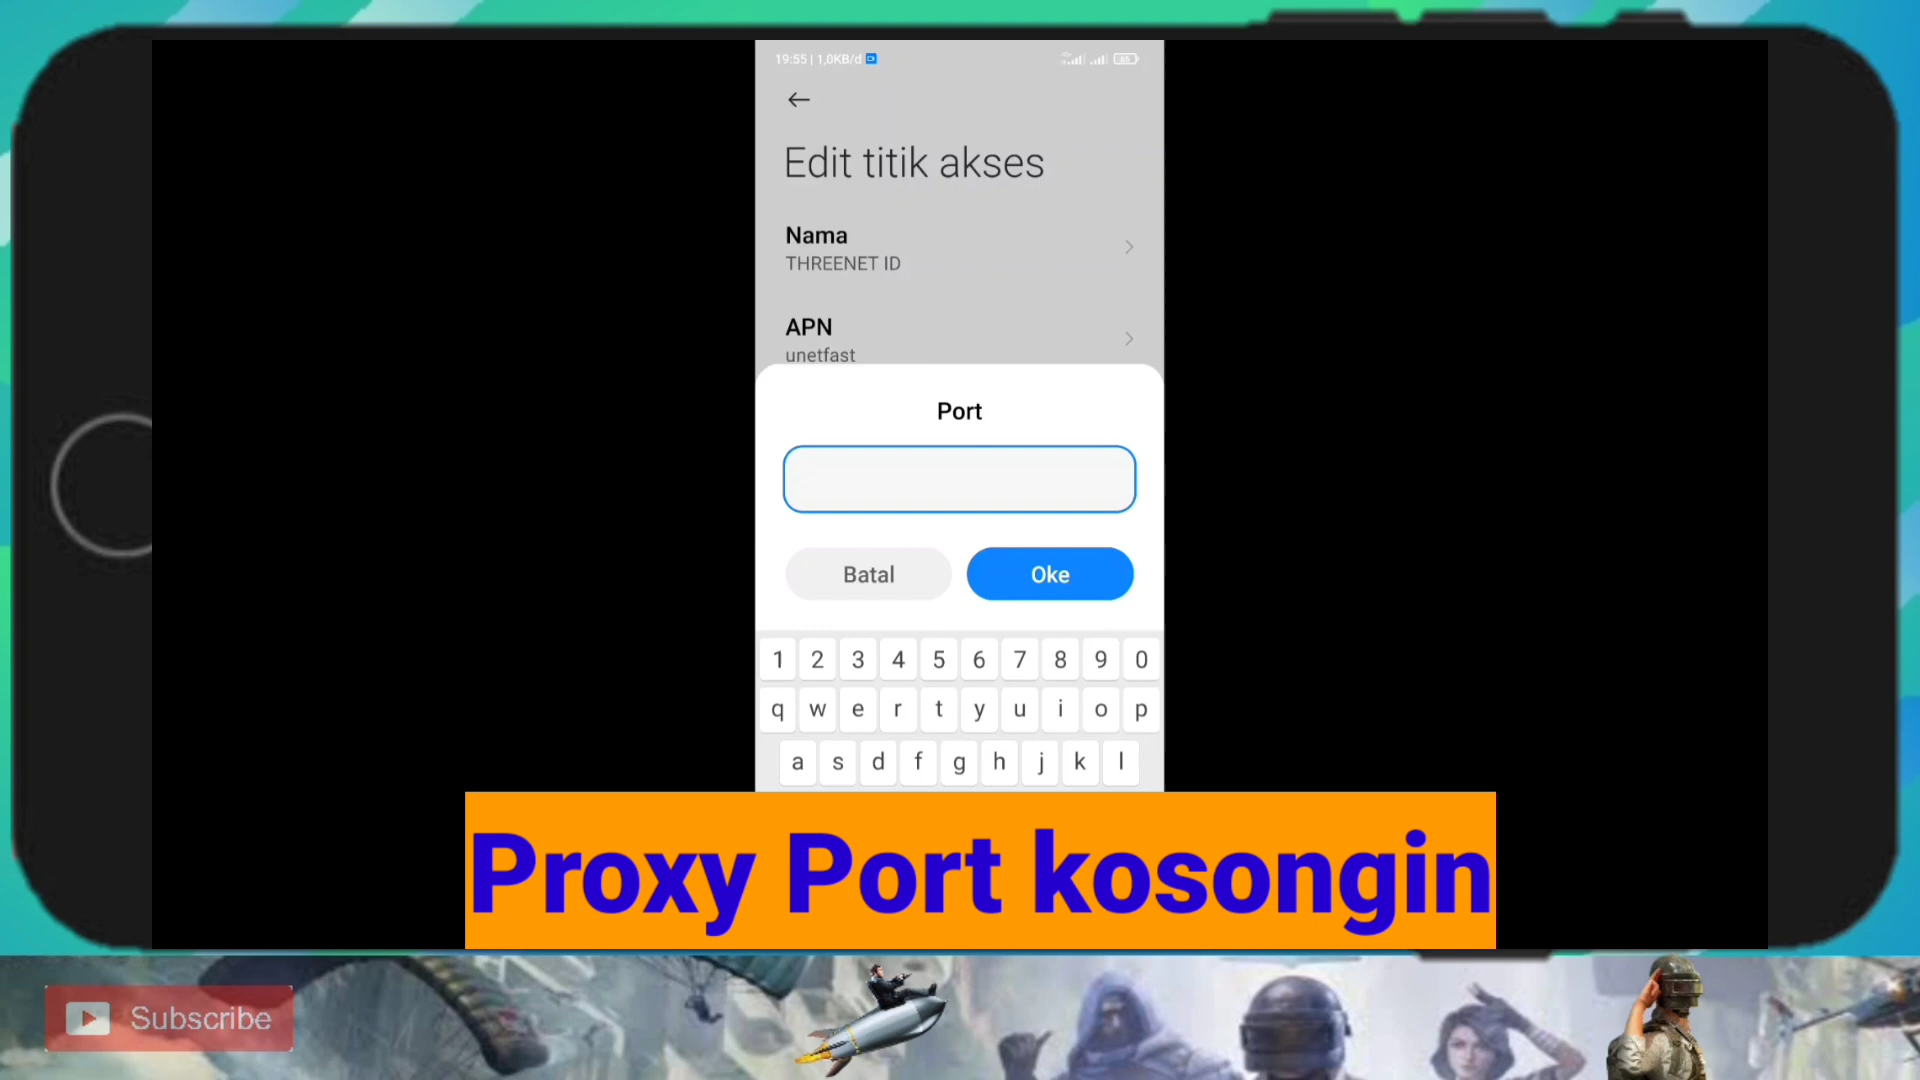 19:55 | 1,0KB/d
85
Edit titik akses
Nama
THREENET ID
APN
unetfast
Port
Batal Oke
1 2 3 4 5 6 7 8 9 0
q w e r t y u i o p
a s d f g h j k l
Proxy Port kosongin
Subscribe